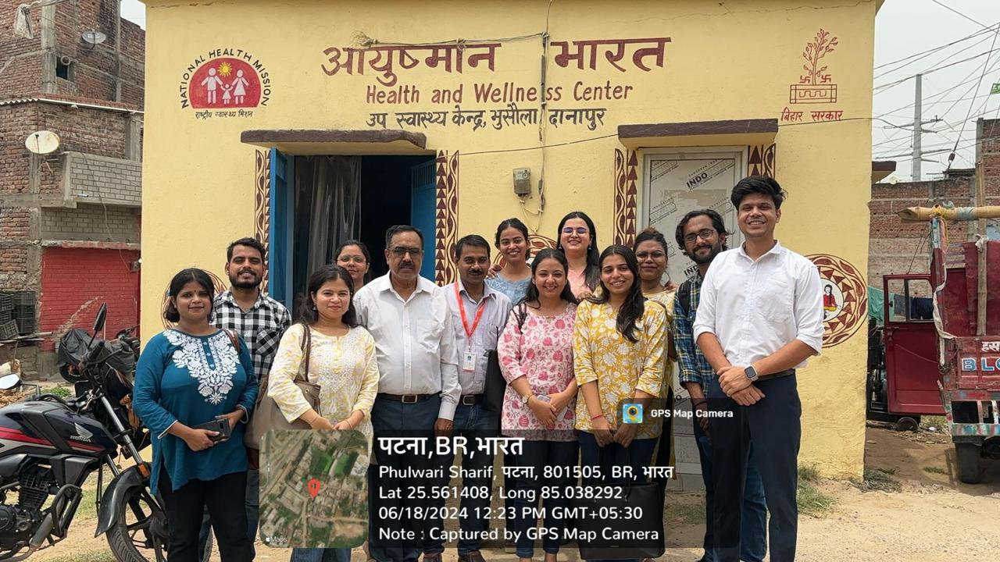 NATIONAL HEALTH MISSION
राष्ट्रीय स्वास्थ्य मिशन
आयुष्मान भारत
Health and Wellness Center
उप स्वास्थ्य केन्द्र, भुसौला दानापुर
बिहार सरकार
INDO
GPS Map Camera
पटना,BR,भारत
Phulwari Sharif, पटना, 801505, BR, भारत
Lat 25.561408, Long 85.038292
06/18/2024 12:23 PM GMT+05:30
Note : Captured by GPS Map Camera
Maps
HONDA